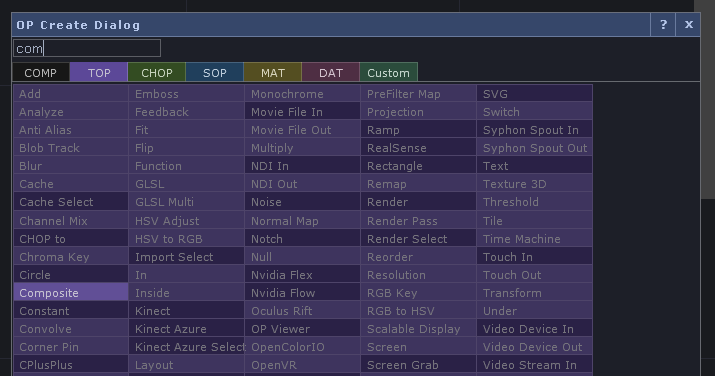 OP Create Dialog ? x
com
COMP TOP CHOP SOP MAT DAT Custom
Add Emboss Monochrome PreFilter Map SVG
Analyze Feedback Movie File In Projection Switch
Anti Alias Fit Movie File Out Ramp Syphon Spout In
Blob Track Flip Multiply RealSense Syphon Spout Out
Blur Function NDI In Rectangle Text
Cache GLSL NDI Out Remap Texture 3D
Cache Select GLSL Multi Noise Render Threshold
Channel Mix HSV Adjust Normal Map Render Pass Tile
CHOP to HSV to RGB Notch Render Select Time Machine
Chroma Key Import Select Null Reorder Touch In
Circle In Nvidia Flex Resolution Touch Out
Composite Inside Nvidia Flow RGB Key Transform
Constant Kinect Oculus Rift RGB to HSV Under
Convolve Kinect Azure OP Viewer Scalable Display Video Device In
Corner Pin Kinect Azure Select OpenColorIO Screen Video Device Out
CPlusPlus Layout OpenVR Screen Grab Video Stream In